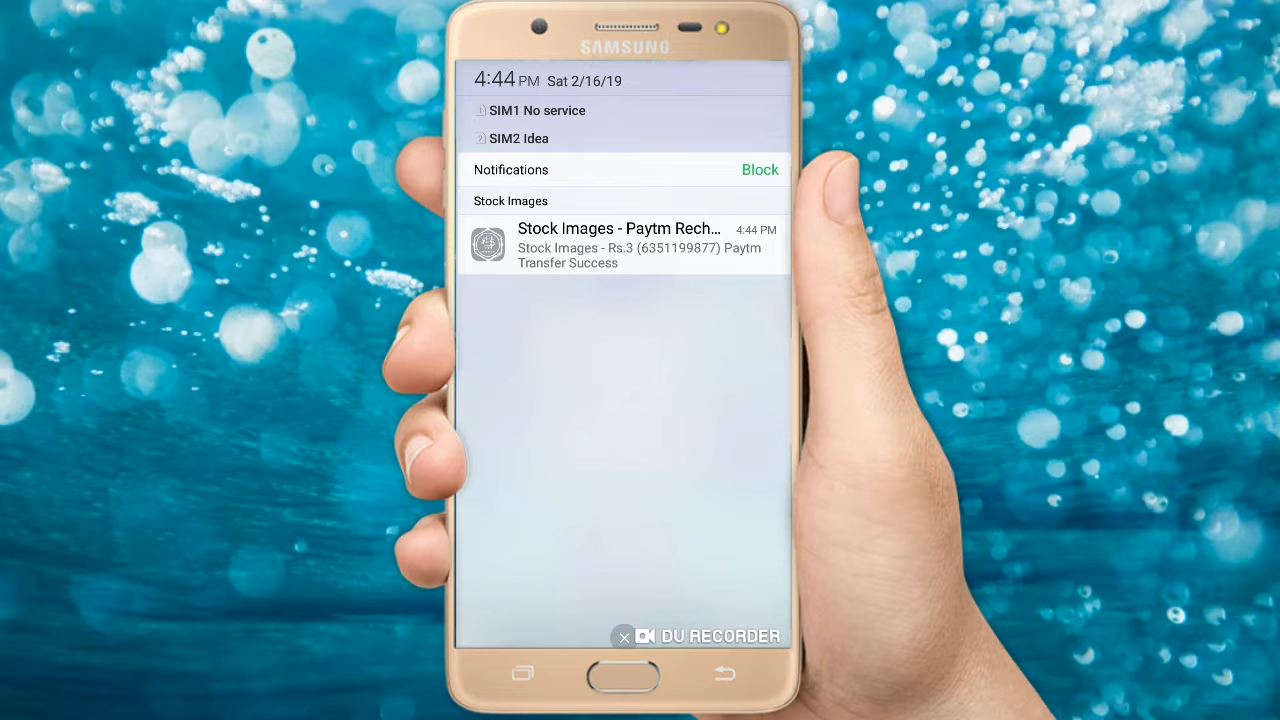 SAMSUNG
4:44 PM Sat 2/16/19
SIM1 No service
SIM2 Idea
Notifications Block
Stock Images
Stock Images - Paytm Rech... 4:44 PM
Stock Images - Rs.3 (6351199877) Paytm
Transfer Success
DU RECORDER